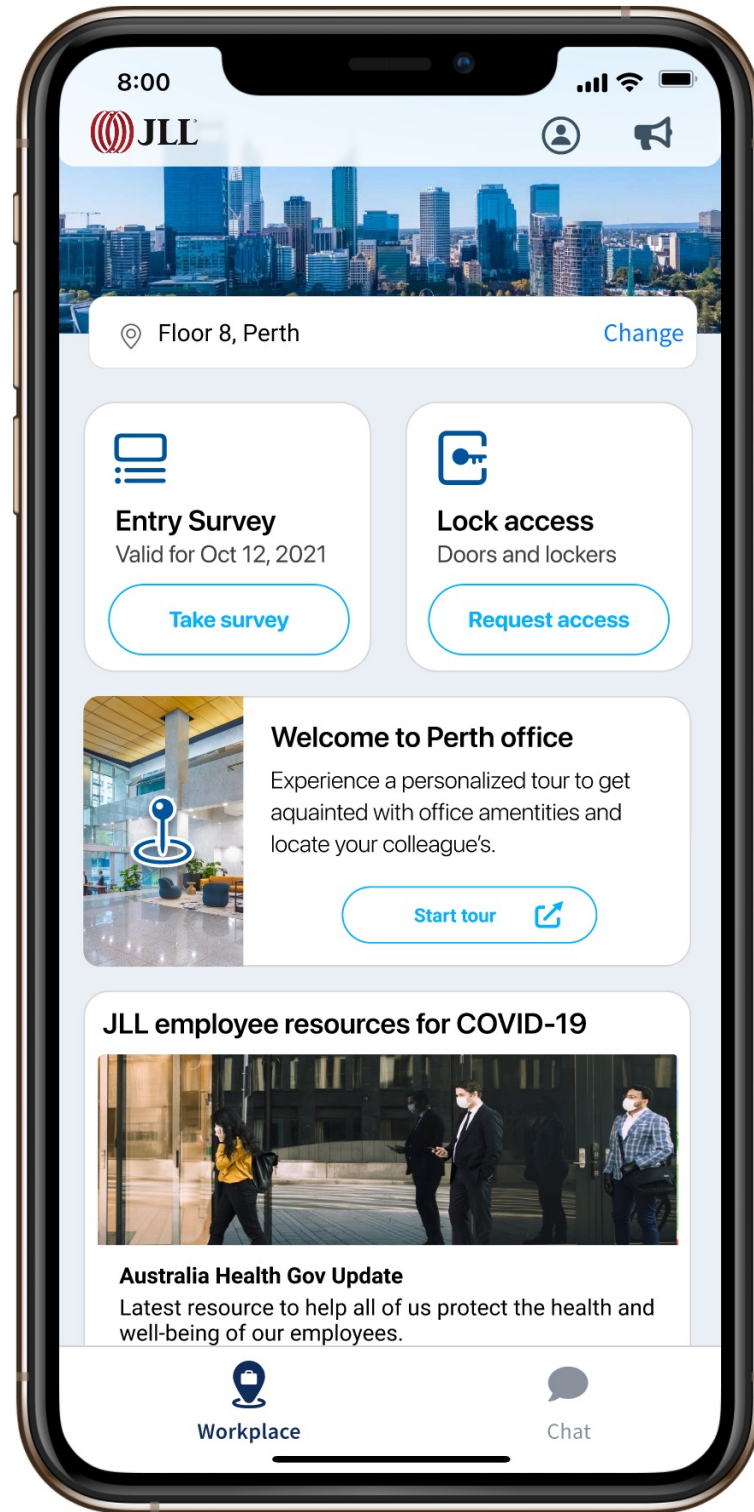 8:00
JLL
Floor 8, Perth
Change
Entry Survey
Valid for Oct 12, 2021
Take survey
Lock access
Doors and lockers
Request access
Welcome to Perth office
Experience a personalized tour to get
aquainted with office amentities and
locate your colleague's.
Start tour
JLL employee resources for COVID-19
Australia Health Gov Update
Latest resource to help all of us protect the health and
well-being of our employees.
Workplace
Chat